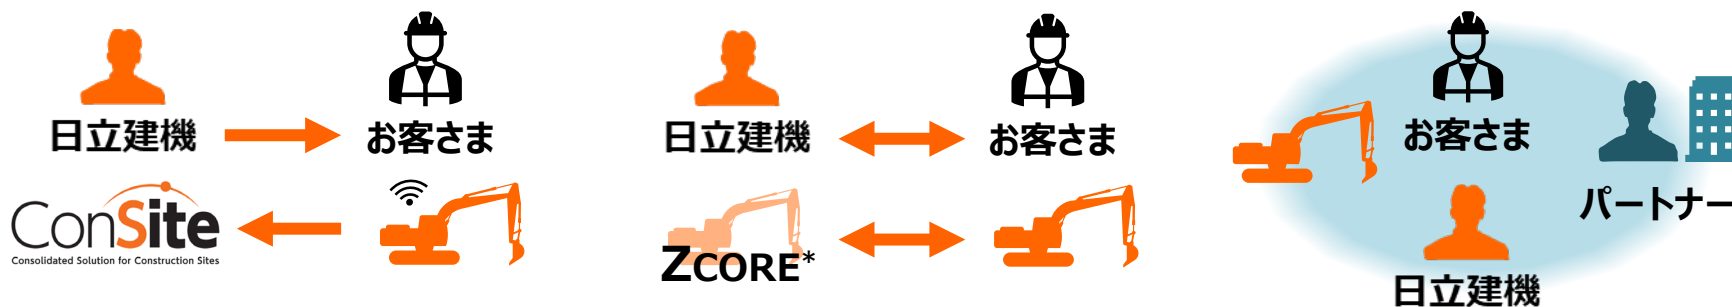 日立建機
お客さま
ConSite
Consolidated Solution for Construction Sites
日立建機
お客さま
ZCORE*
お客さま
パートナー
日立建機